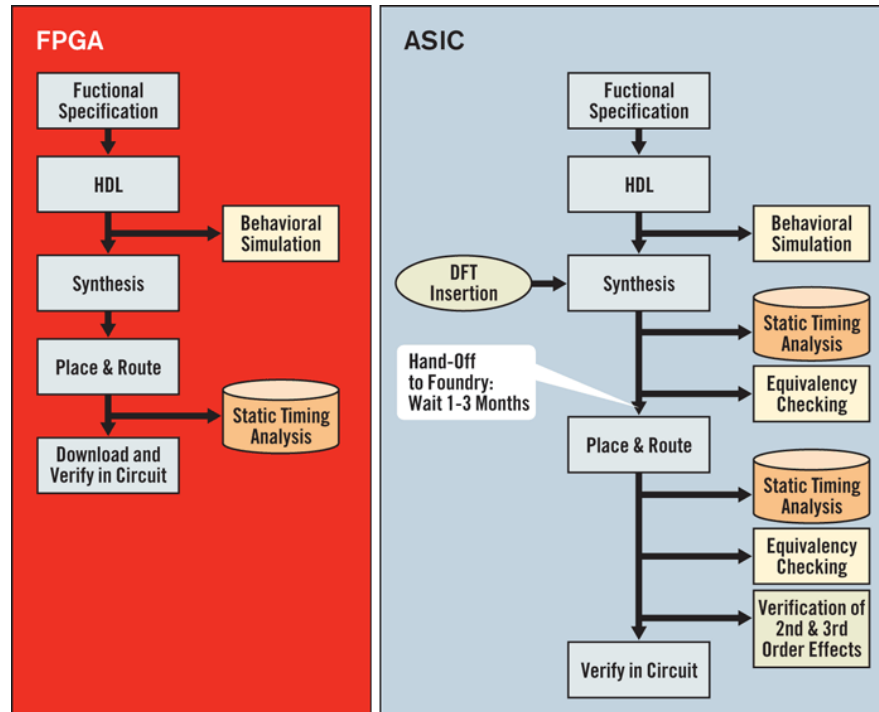 FPGA
Fuctional
Specification
HDL
Behavioral
Simulation
Synthesis
Place & Route
Static Timing
Analysis
Download and
Verify in Circuit
ASIC
Fuctional
Specification
HDL
Behavioral
Simulation
DFT
Insertion
Synthesis
Static Timing
Analysis
Hand-Off
to Foundry:
Wait 1-3 Months
Equivalency
Checking
Place & Route
Static Timing
Analysis
Equivalency
Checking
Verification of
2nd & 3rd
Order Effects
Verify in Circuit